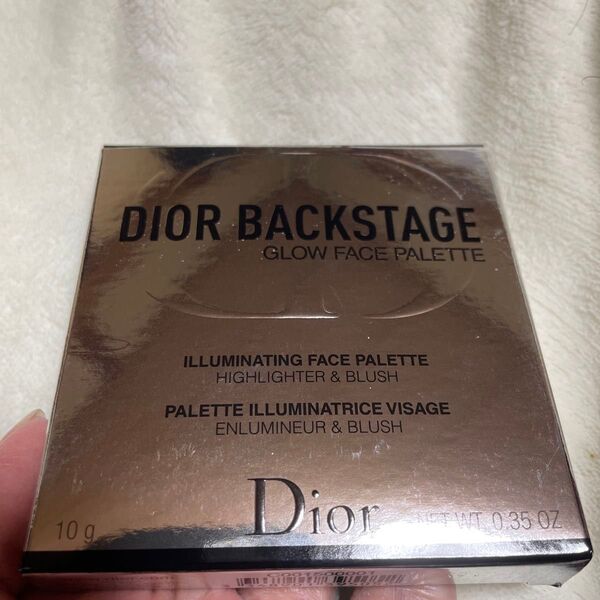 DIOR BACKSTAGE
GLOW FACE PALETTE
ILLUMINATING FACE PALETTE
HIGHLIGHTER & BLUSH
PALETTE ILLUMINATRICE VISAGE
ENLUMINEUR & BLUSH
Dior
10 g
NET WT. 0.35 OZ